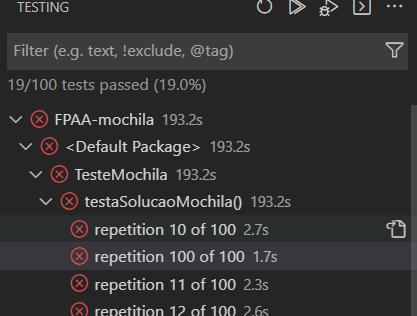 TESTING
Filter (e.g. text, !exclude, @tag)
19/100 tests passed (19.0%)
FPAA-mochila 193.2s
<Default Package> 193.2s
TesteMochila 193.2s
testaSolucaoMochila() 193.2s
repetition 10 of 100 2.7s
repetition 100 of 100 1.7s
repetition 11 of 100 2.3s
repetition 12 of 100 2.6s